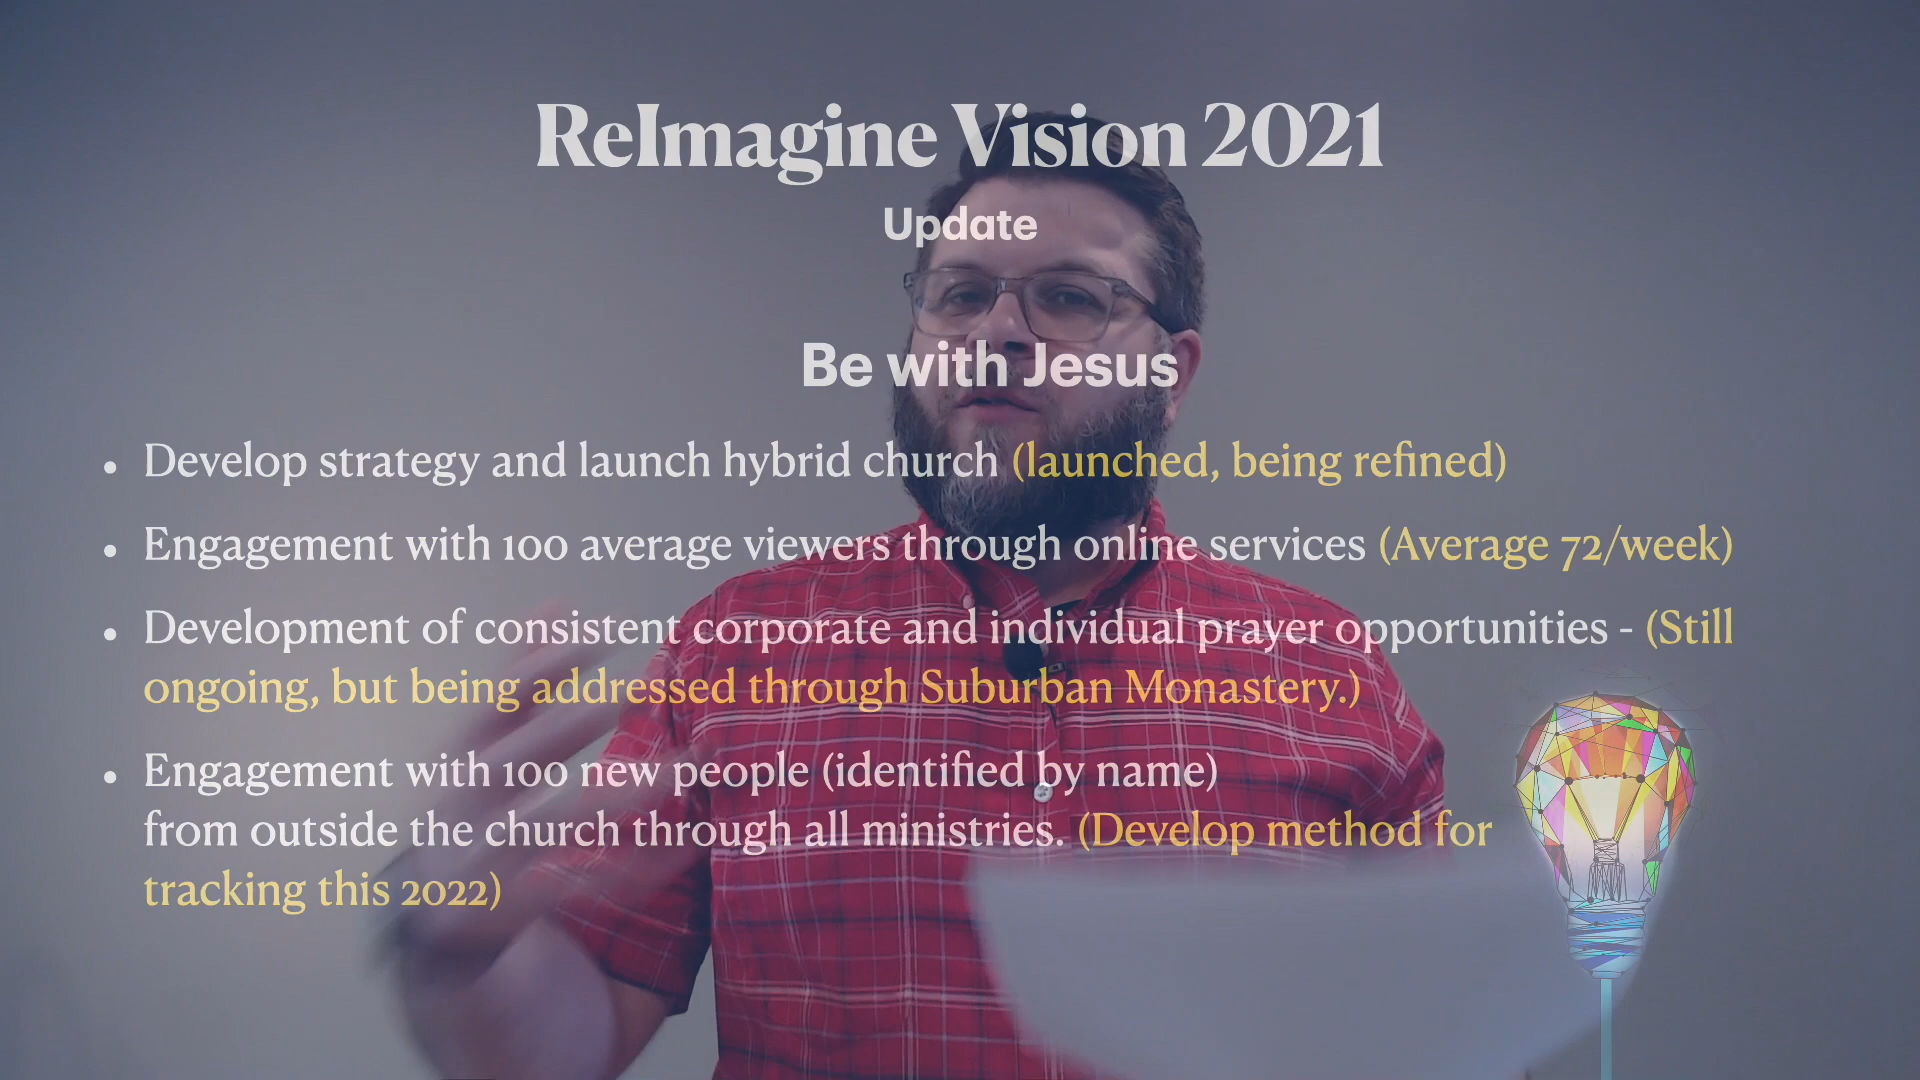 ReImagine Vision 2021
Update
Be with Jesus
• Develop strategy and launch hybrid church (launched, being refined)
• Engagement with 100 average viewers through online services (Average 72/week)
• Development of consistent corporate and individual prayer opportunities - (Still
ongoing, but being addressed through Suburban Monastery.)
• Engagement with 100 new people (identified by name)
from outside the church through all ministries. (Develop method for
tracking this 2022)